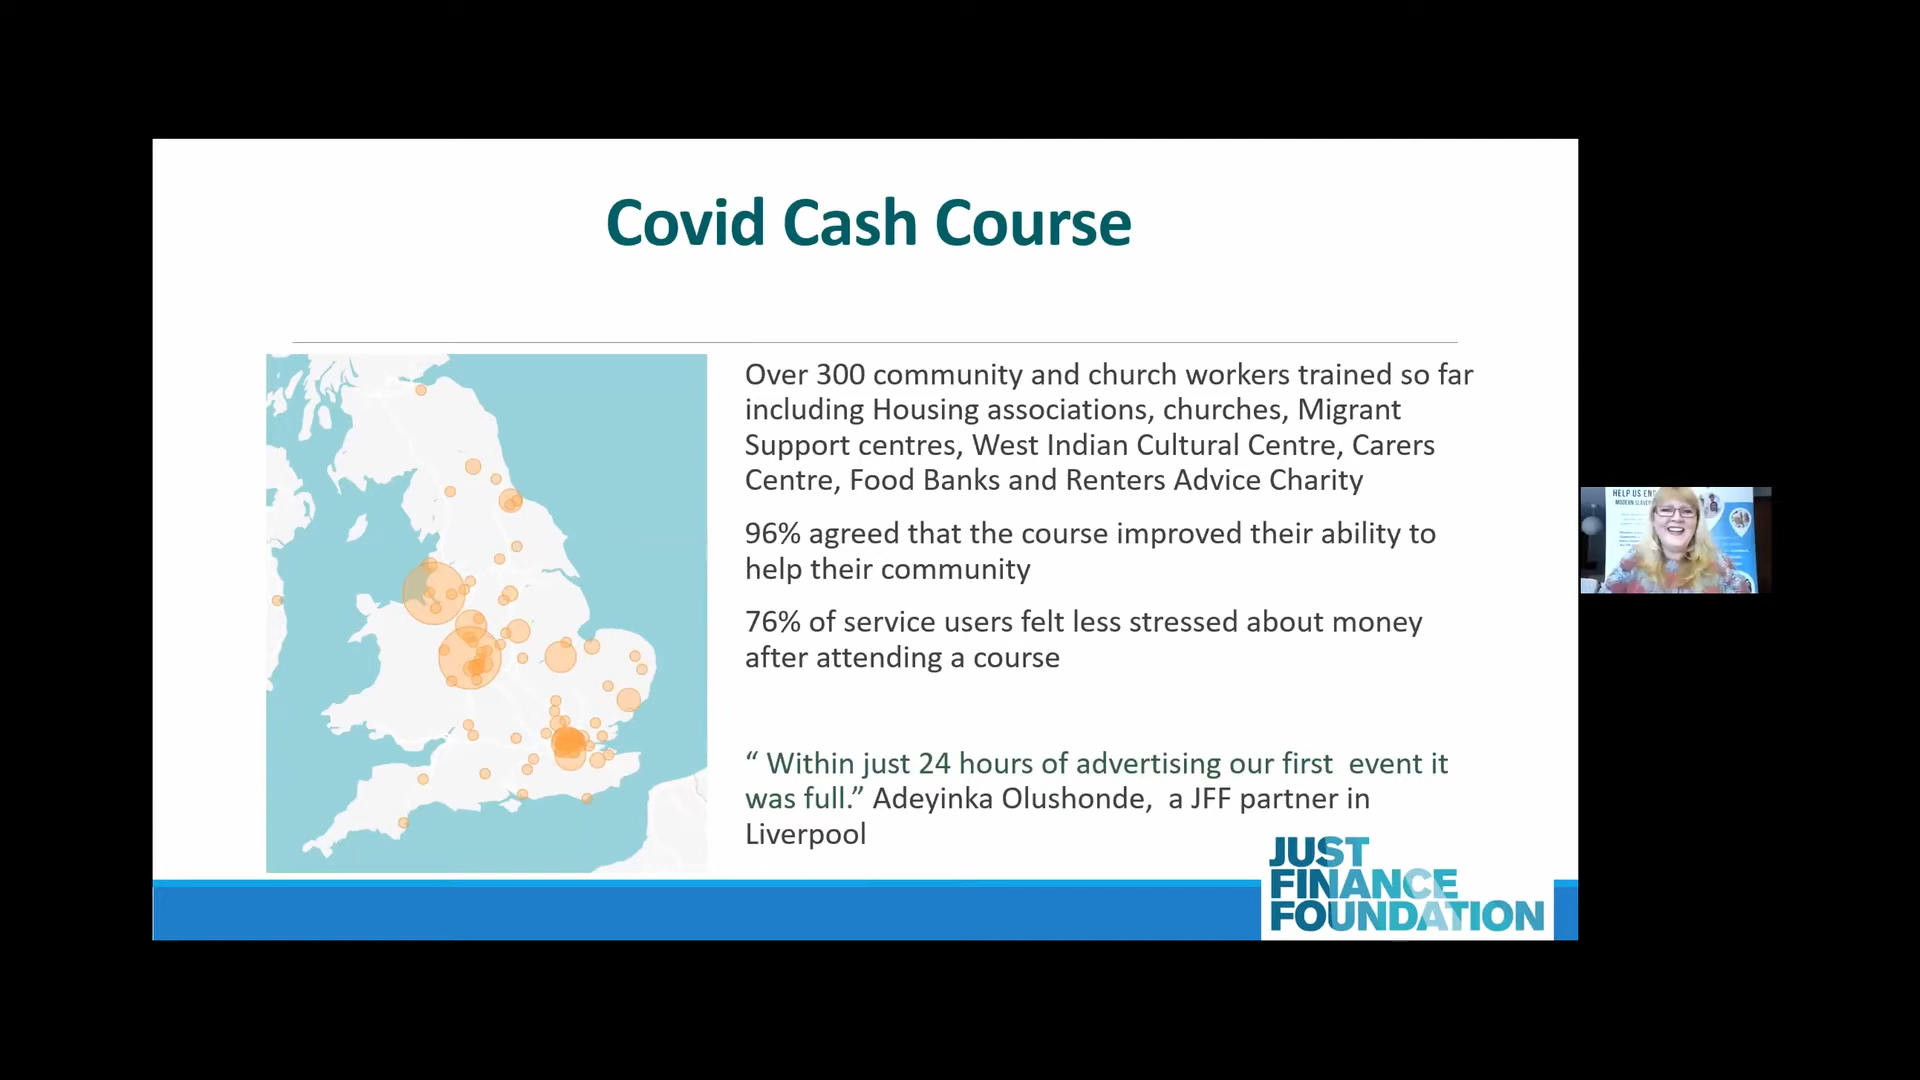 Covid Cash Course
Over 300 community and church workers trained so far
including Housing associations, churches, Migrant
Support centres, West Indian Cultural Centre, Carers
Centre, Food Banks and Renters Advice Charity
96% agreed that the course improved their ability to
help their community
76% of service users felt less stressed about money
after attending a course
“ Within just 24 hours of advertising our first event it
was full.” Adeyinka Olushonde, a JFF partner in
Liverpool
JUST
FINANCE
FOUNDATION
HELP US
MODERN